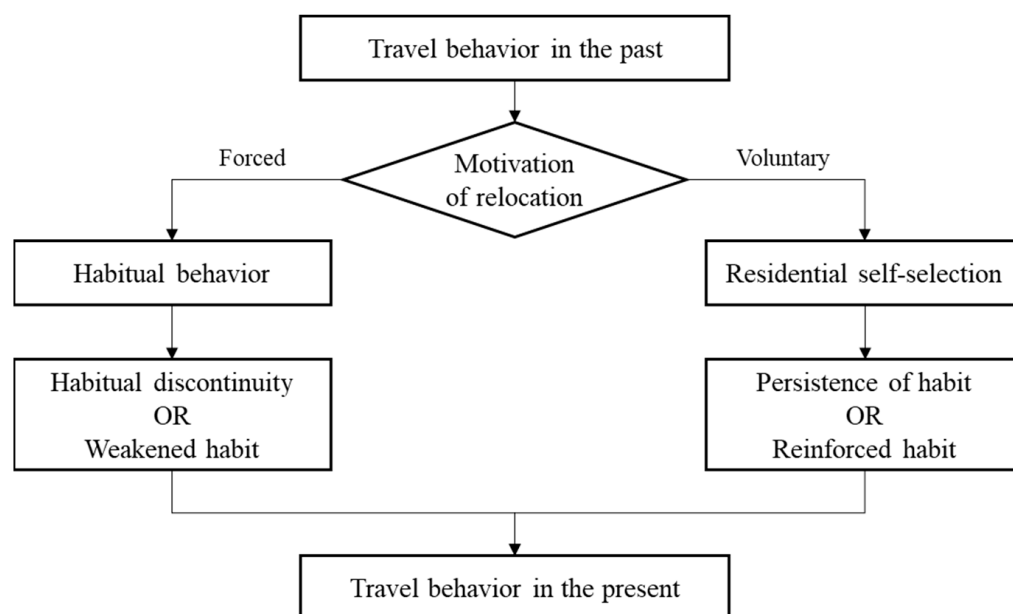 Travel behavior in the past
Forced
Motivation
of relocation
Voluntary
Habitual behavior
Residential self-selection
Habitual discontinuity
OR
Weakened habit
Persistence of habit
OR
Reinforced habit
Travel behavior in the present